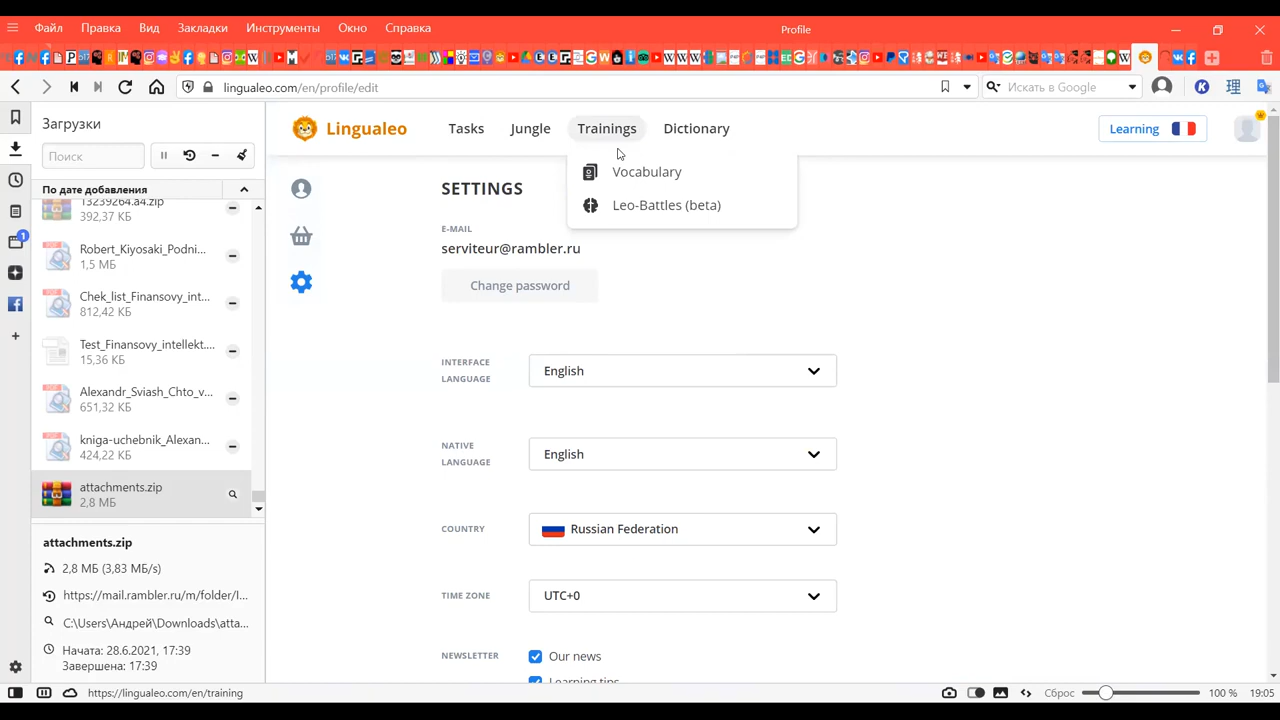 Файл Правка Вид Закладки Инструменты Окно Справка
Profile
lingualeo.com/en/profile/edit
Искать в Google
Загрузки
Поиск
По дате добавления
13239264.a4.zip
392,37 КБ
Robert_Kiyosaki_Podni...
1,5 МБ
Chek_list_Finansovy_int...
812,42 КБ
Test_Finansovy_intellekt....
15,36 КБ
Alexandr_Sviash_Chto_v...
651,32 КБ
kniga-uchebnik_Alexan...
424,22 КБ
attachments.zip
2,8 МБ
attachments.zip
2,8 МБ (3,83 МБ/s)
https://mail.rambler.ru/m/folder/I...
C:\Users\Андрей\Downloads\atta...
Начата: 28.6.2021, 17:39
Завершена: 17:39
Lingualeo
Tasks Jungle Trainings Dictionary
Learning
Vocabulary
Leo-Battles (beta)
SETTINGS
E-MAIL
serviteur@rambler.ru
Change password
INTERFACE
LANGUAGE
English
NATIVE
LANGUAGE
English
COUNTRY
Russian Federation
TIME ZONE
UTC+0
NEWSLETTER
Our news
Learning tips
https://lingualeo.com/en/training
Сброс
100 %
19:05